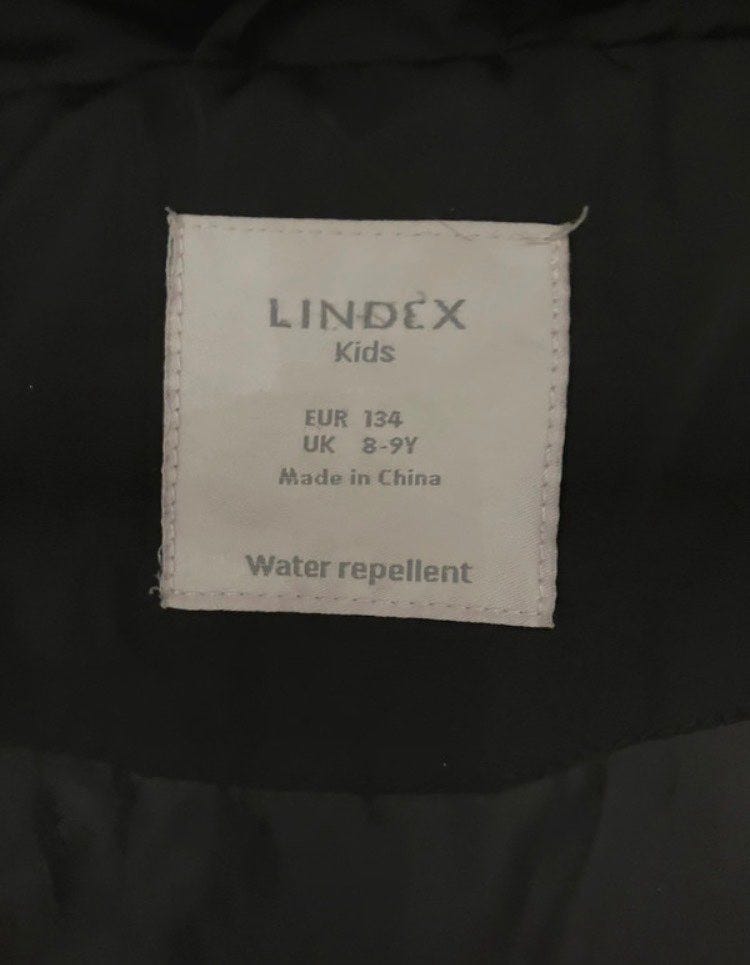 LINDEX
Kids
EUR 134
UK 8-9Y
Made in China
Water repellent